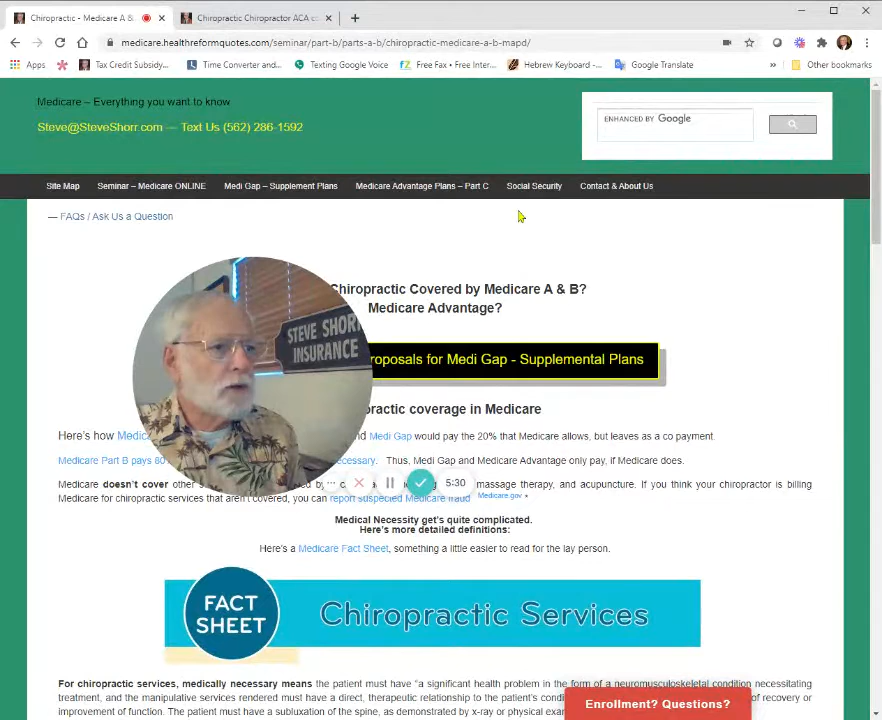 Chiropractic - Medicare A &
Chiropractic Chiropractor ACA c
medicare.healthreformquotes.com/seminar/part-b/parts-a-b/chiropractic-medicare-a-b-mapd/
Apps
Tax Credit Subsidy...
Time Converter and...
Texting Google Voice
Free Fax • Free Inter...
Hebrew Keyboard -...
Google Translate
»
Other bookmarks
Medicare – Everything you want to know
Steve@SteveShorr.com — Text Us (562) 286-1592
ENHANCED BY Google
Site Map
Seminar – Medicare ONLINE
Medi Gap – Supplement Plans
Medicare Advantage Plans – Part C
Social Security
Contact & About Us
— FAQs / Ask Us a Question
Chiropractic Covered by Medicare A & B?
Medicare Advantage?
STEVE SHORR
INSURANCE
roposals for Medi Gap - Supplemental Plans
practic coverage in Medicare
Here's how Medic nd Medi Gap would pay the 20% that Medicare allows, but leaves as a co payment.
Medicare Part B pays 80 ecessary. Thus, Medi Gap and Medicare Advantage only pay, if Medicare does.
Medicare doesn't cover other massage therapy, and acupuncture. If you think your chiropractor is billing
Medicare for chiropractic services that aren't covered, you can report suspected Medicare fraud Medicare.gov •
5:30
Medical Necessity get's quite complicated.
Here's more detailed definitions:
Here's a Medicare Fact Sheet, something a little easier to read for the lay person.
FACT
SHEET
Chiropractic Services
For chiropractic services, medically necessary means the patient must have "a significant health problem in the form of a neuromusculoskeletal condition necessitating
treatment, and the manipulative services rendered must have a direct, therapeutic relationship to the patient's condi of recovery or
improvement of function. The patient must have a subluxation of the spine, as demonstrated by x-ray or physical exa
Enrollment? Questions?